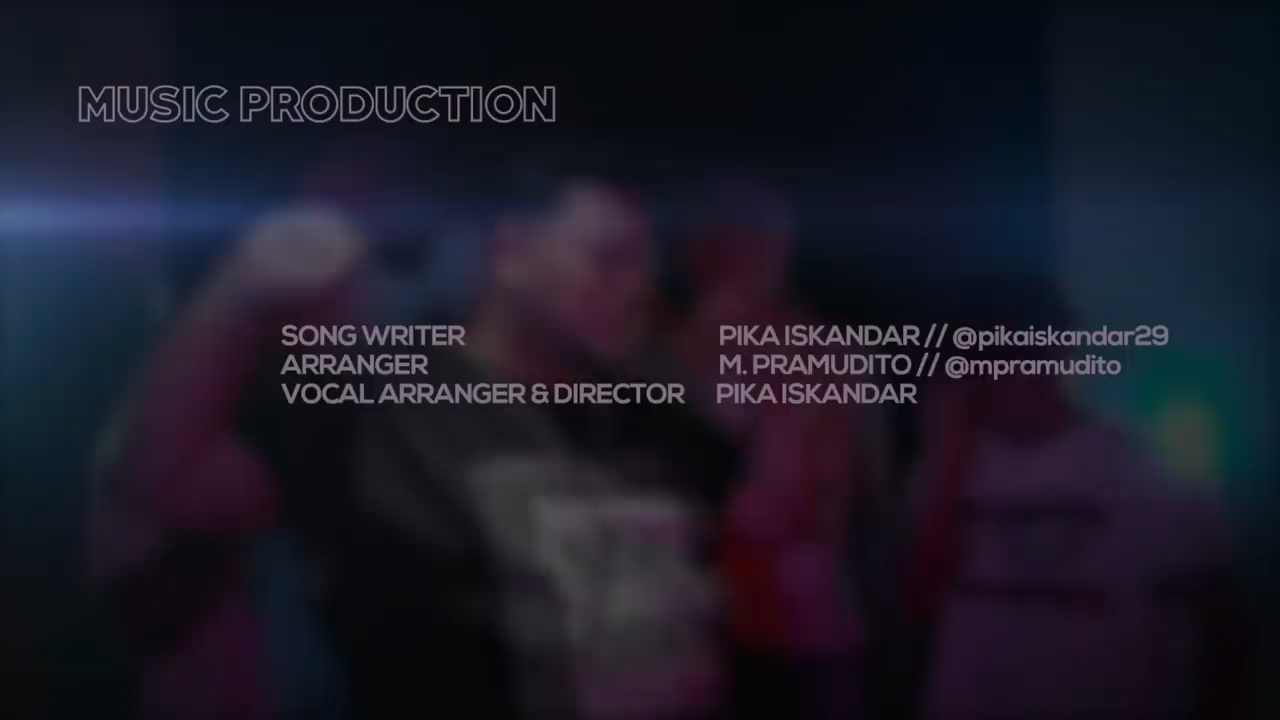 MUSIC PRODUCTION
SONG WRITER PIKA ISKANDAR // @pikaiskandar29
ARRANGER M. PRAMUDITO // @mpramudito
VOCAL ARRANGER & DIRECTOR PIKA ISKANDAR